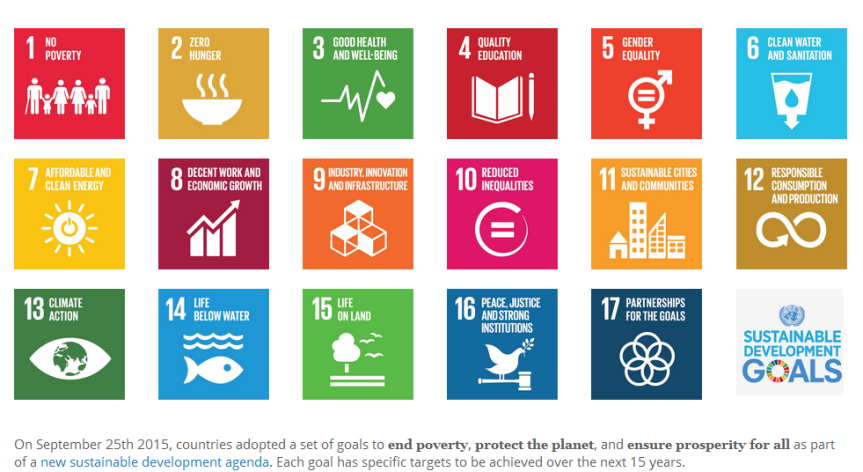 1 NO
POVERTY
2 ZERO
HUNGER
3 GOOD HEALTH
AND WELL-BEING
4 QUALITY
EDUCATION
5 GENDER
EQUALITY
6 CLEAN WATER
AND SANITATION
7 AFFORDABLE AND
CLEAN ENERGY
8 DECENT WORK AND
ECONOMIC GROWTH
9 INDUSTRY, INNOVATION
AND INFRASTRUCTURE
10 REDUCED
INEQUALITIES
11 SUSTAINABLE CITIES
AND COMMUNITIES
12 RESPONSIBLE
CONSUMPTION
AND PRODUCTION
13 CLIMATE
ACTION
14 LIFE
BELOW WATER
15 LIFE
ON LAND
16 PEACE, JUSTICE
AND STRONG
INSTITUTIONS
17 PARTNERSHIPS
FOR THE GOALS
SUSTAINABLE
DEVELOPMENT
GOALS
On September 25th 2015, countries adopted a set of goals to end poverty, protect the planet, and ensure prosperity for all as part
of a new sustainable development agenda. Each goal has specific targets to be achieved over the next 15 years.